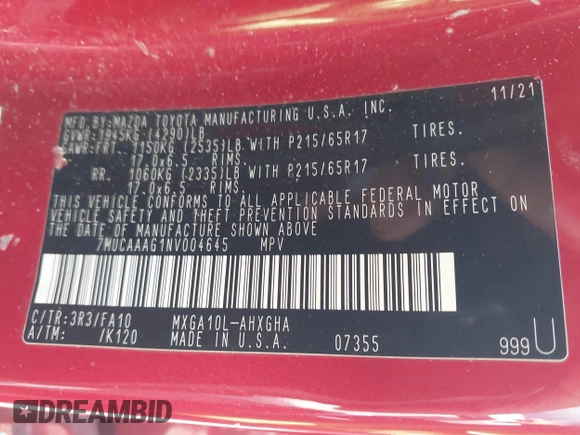 MFD.BY:MAZDA TOYOTA MANUFACTURING U.S.A. INC. 11/21
GVWR:1945KG (4290)LB
GAWR:FRT 1150KG (2535)LB WITH P215/65R17 TIRES.
17.0x6.5 RIMS.
RR. 1060KG (2335)LB WITH P215/65R17 TIRES.
17.0x6.5 RIMS.
THIS VEHICLE CONFORMS TO ALL APPLICABLE FEDERAL MOTOR
VEHICLE SAFETY AND THEFT PREVENTION STANDARDS IN EFFECT ON
THE DATE OF MANUFACTURE SHOWN ABOVE
7MUCAAAG1NV004645 MPV
C/TR:3R3/FA10 MXGA10L-AHXGHA
A/TM: /K120 MADE IN U.S.A. 07355 999U
DREAMBID